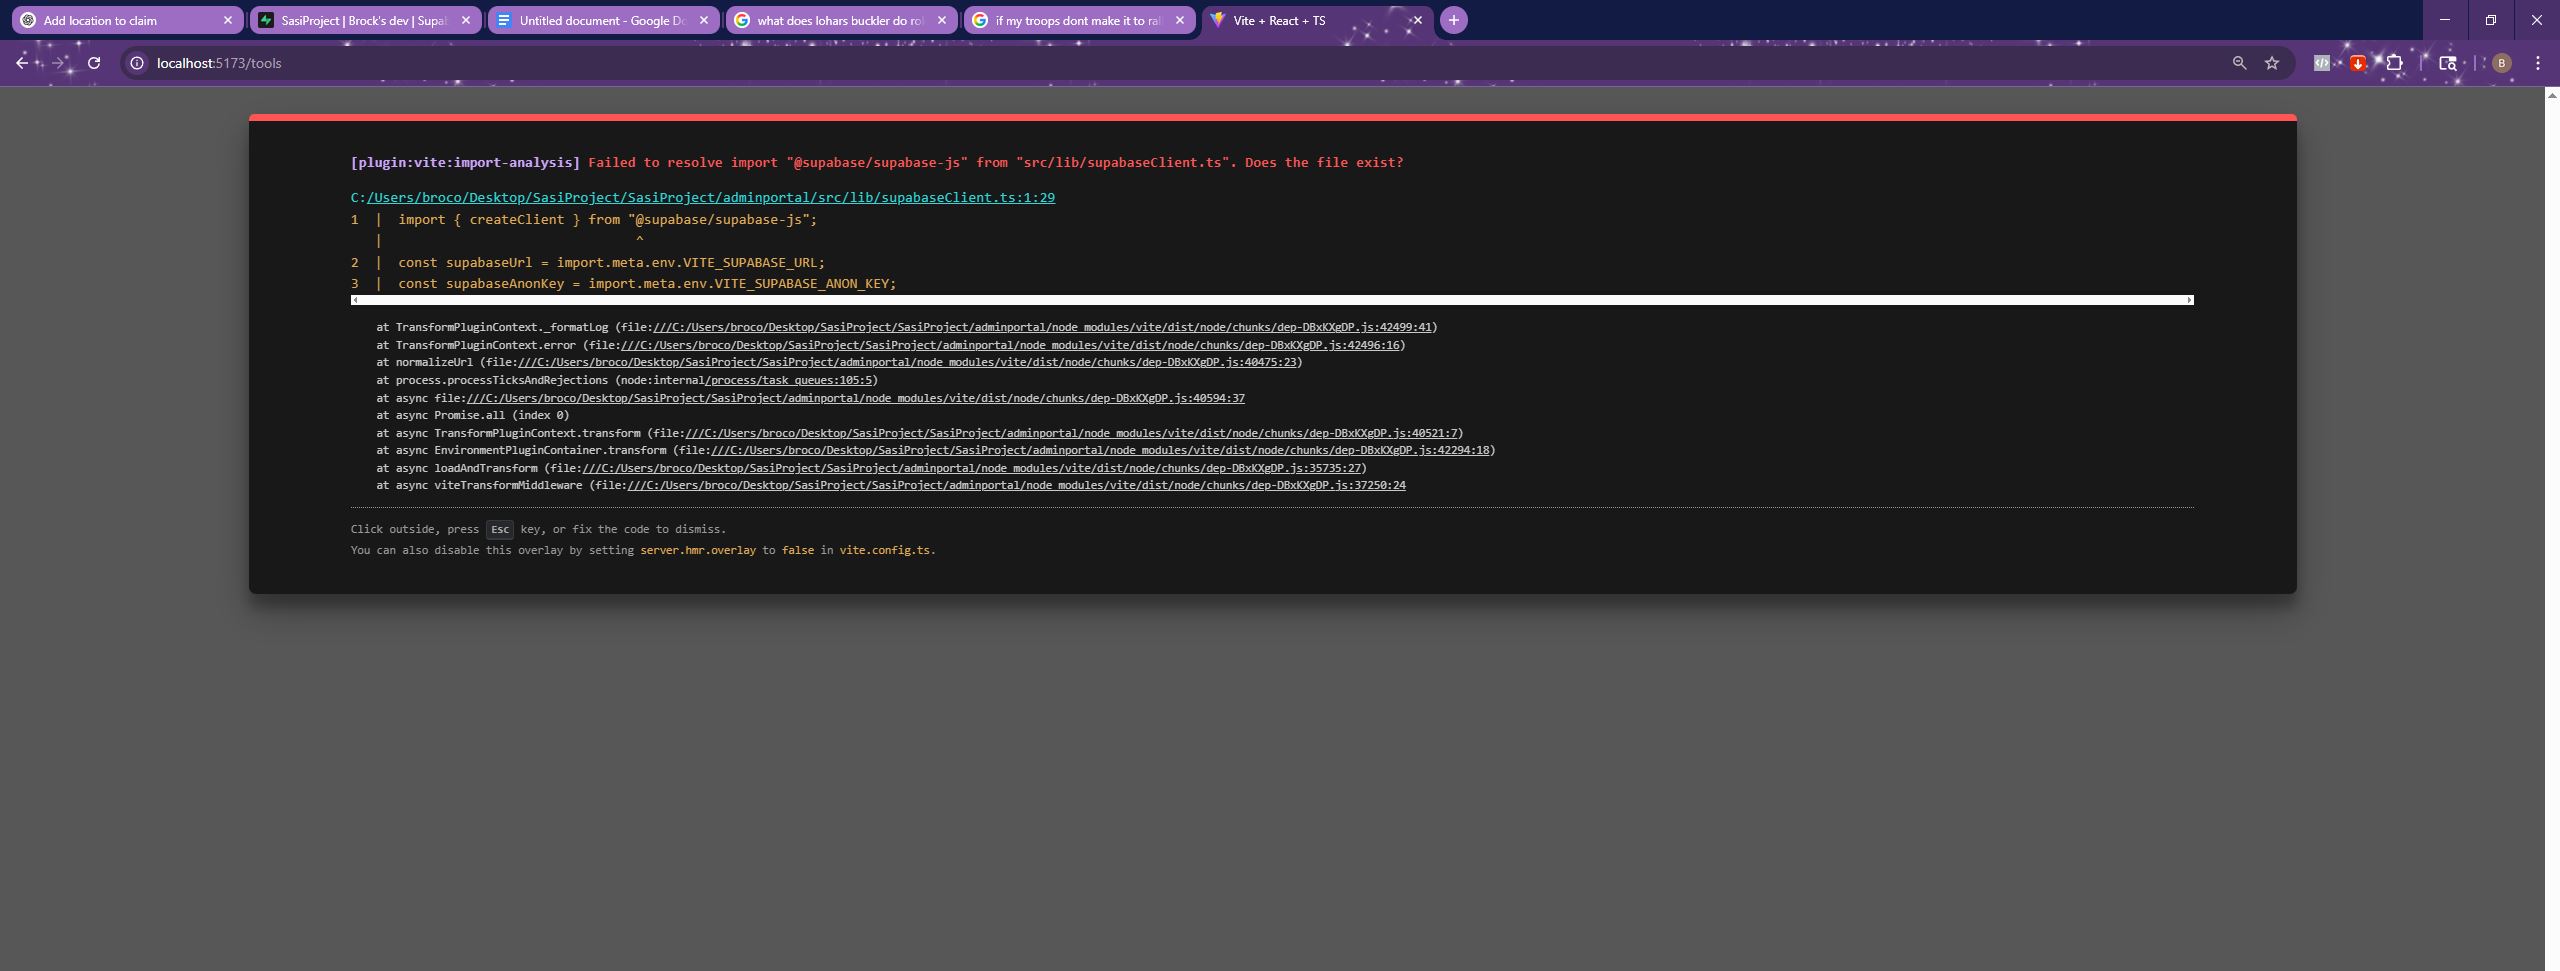 Add location to claim
SasiProject | Brock's dev | Supab
Untitled document - Google Do
what does lohars buckler do ro
if my troops dont make it to ral
Vite + React + TS
localhost:5173/tools
B
[plugin:vite:import-analysis] Failed to resolve import "@supabase/supabase-js" from "src/lib/supabaseClient.ts". Does the file exist?
C:/Users/broco/Desktop/SasiProject/SasiProject/adminportal/src/lib/supabaseClient.ts:1:29
1  |  import { createClient } from "@supabase/supabase-js";
   |                                ^
2  |  const supabaseUrl = import.meta.env.VITE_SUPABASE_URL;
3  |  const supabaseAnonKey = import.meta.env.VITE_SUPABASE_ANON_KEY;
at TransformPluginContext._formatLog (file:///C:/Users/broco/Desktop/SasiProject/SasiProject/adminportal/node_modules/vite/dist/node/chunks/dep-DBxKXgDP.js:42499:41)
at TransformPluginContext.error (file:///C:/Users/broco/Desktop/SasiProject/SasiProject/adminportal/node_modules/vite/dist/node/chunks/dep-DBxKXgDP.js:42496:16)
at normalizeUrl (file:///C:/Users/broco/Desktop/SasiProject/SasiProject/adminportal/node_modules/vite/dist/node/chunks/dep-DBxKXgDP.js:40475:23)
at process.processTicksAndRejections (node:internal/process/task_queues:105:5)
at async file:///C:/Users/broco/Desktop/SasiProject/SasiProject/adminportal/node_modules/vite/dist/node/chunks/dep-DBxKXgDP.js:40594:37
at async Promise.all (index 0)
at async TransformPluginContext.transform (file:///C:/Users/broco/Desktop/SasiProject/SasiProject/adminportal/node_modules/vite/dist/node/chunks/dep-DBxKXgDP.js:40521:7)
at async EnvironmentPluginContainer.transform (file:///C:/Users/broco/Desktop/SasiProject/SasiProject/adminportal/node_modules/vite/dist/node/chunks/dep-DBxKXgDP.js:42294:18)
at async loadAndTransform (file:///C:/Users/broco/Desktop/SasiProject/SasiProject/adminportal/node_modules/vite/dist/node/chunks/dep-DBxKXgDP.js:35735:27)
at async viteTransformMiddleware (file:///C:/Users/broco/Desktop/SasiProject/SasiProject/adminportal/node_modules/vite/dist/node/chunks/dep-DBxKXgDP.js:37250:24
Click outside, press Esc key, or fix the code to dismiss.
You can also disable this overlay by setting server.hmr.overlay to false in vite.config.ts.